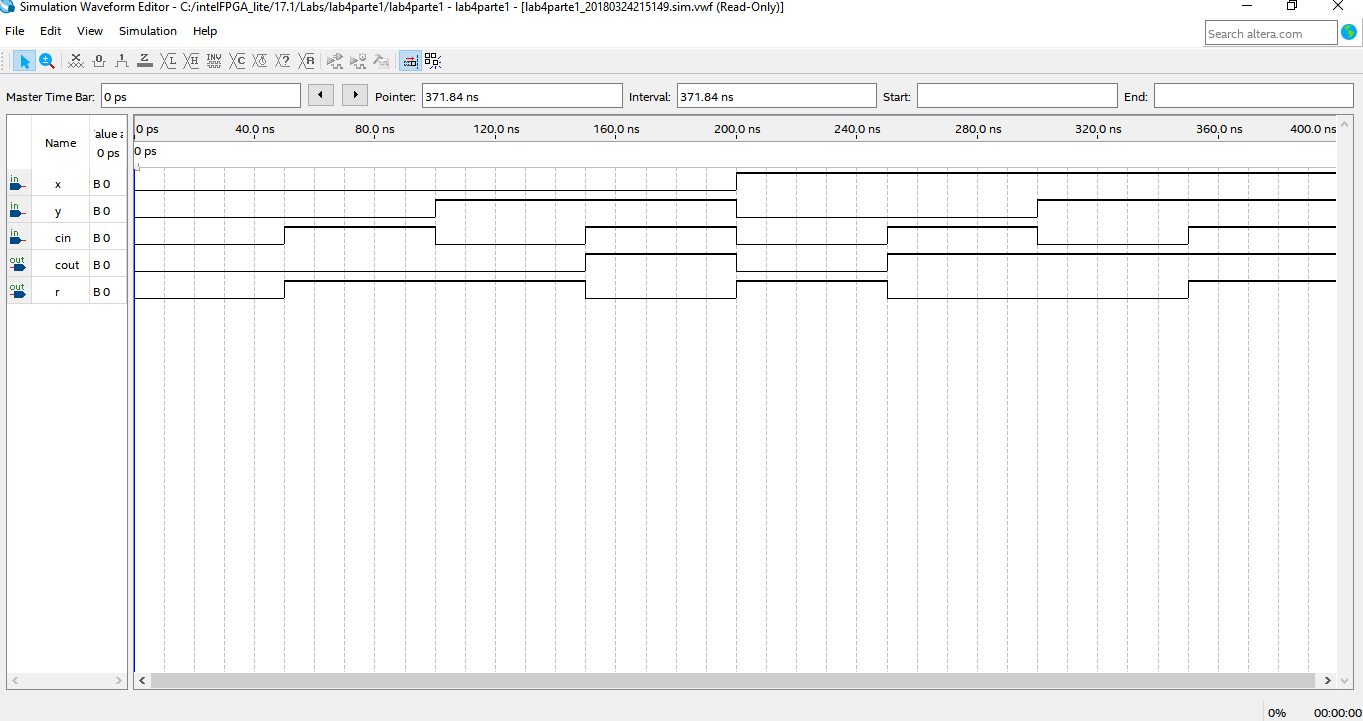 Simulation Waveform Editor - C:/intelFPGA_lite/17.1/Labs/lab4parte1/lab4parte1 - lab4parte1 - [lab4parte1_20180324215149.sim.vwf (Read-Only)]
File Edit View Simulation Help
Search altera.com
Master Time Bar: 0 ps Pointer: 371.84 ns Interval: 371.84 ns Start: End:
Name 0 ps
0 ps 40.0 ns 80.0 ns 120.0 ns 160.0 ns 200.0 ns 240.0 ns 280.0 ns 320.0 ns 360.0 ns 400.0 ns
0 ps
in x B 0
in y B 0
in cin B 0
out cout B 0
out r B 0
0% 00:00:00